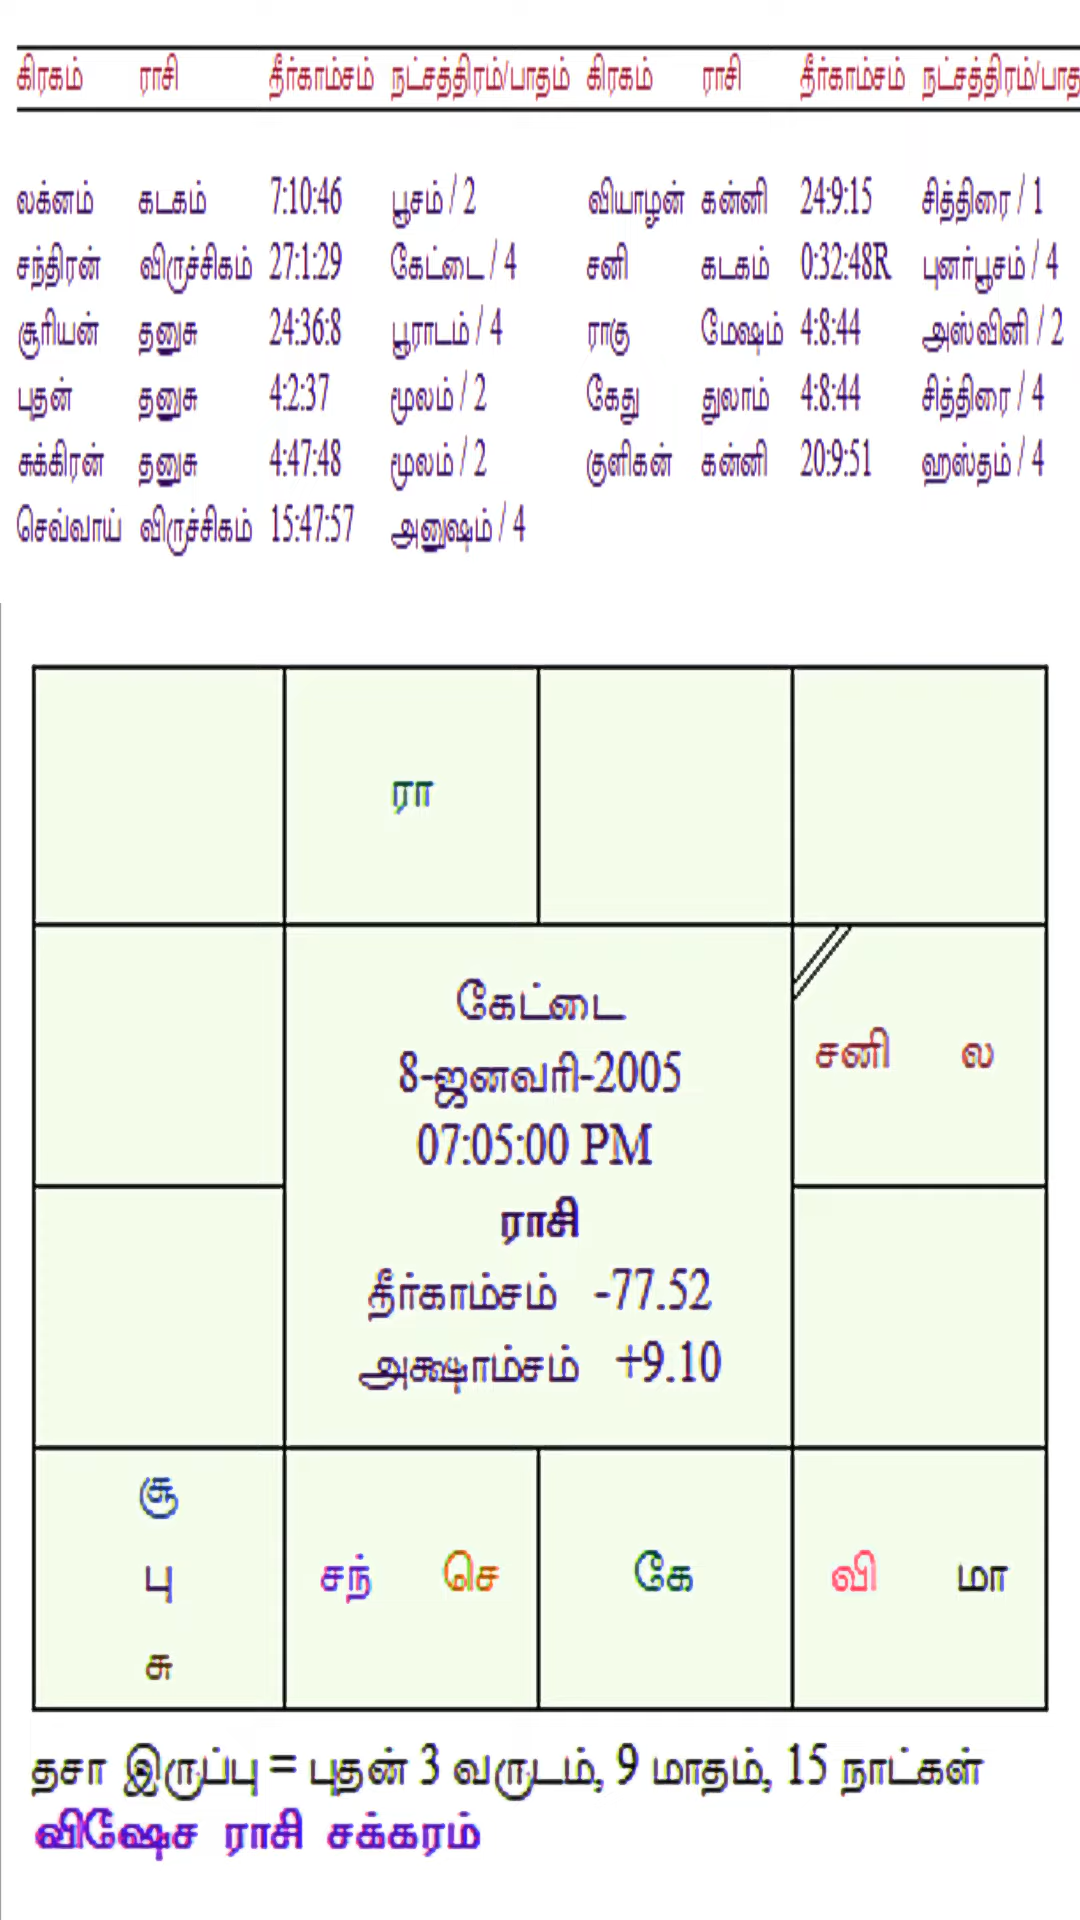 கிரகம் ராசி தீர்காம்சம் நட்சத்திரம்/பாதம் கிரகம் ராசி தீர்காம்சம் நட்சத்திரம்/பாத
லக்னம் கடகம் 7:10:46 பூசம் / 2 வியாழன் கன்னி 24:9:15 சித்திரை / 1
சந்திரன் விருச்சிகம் 27:1:29 கேட்டை / 4 சனி கடகம் 0:32:48R புனர்பூசம் / 4
சூரியன் தனுசு 24:36:8 பூராடம் / 4 ராகு மேஷம் 4:8:44 அஸ்வினி / 2
புதன் தனுசு 4:2:37 மூலம் / 2 கேது துலாம் 4:8:44 சித்திரை / 4
சுக்கிரன் தனுசு 4:47:48 மூலம் / 2 குளிகன் கன்னி 20:9:51 ஹஸ்தம் / 4
செவ்வாய் விருச்சிகம் 15:47:57 அனுஷம் / 4
ரா
சனி ல
கேட்டை
8-ஜனவரி-2005
07:05:00 PM
ராசி
தீர்காம்சம் -77.52
அக்ஷாம்சம் +9.10
சூ
பு
சு
சந் செ கே வி மா
தசா இருப்பு = புதன் 3 வருடம், 9 மாதம், 15 நாட்கள்
விஷேச ராசி சக்கரம்